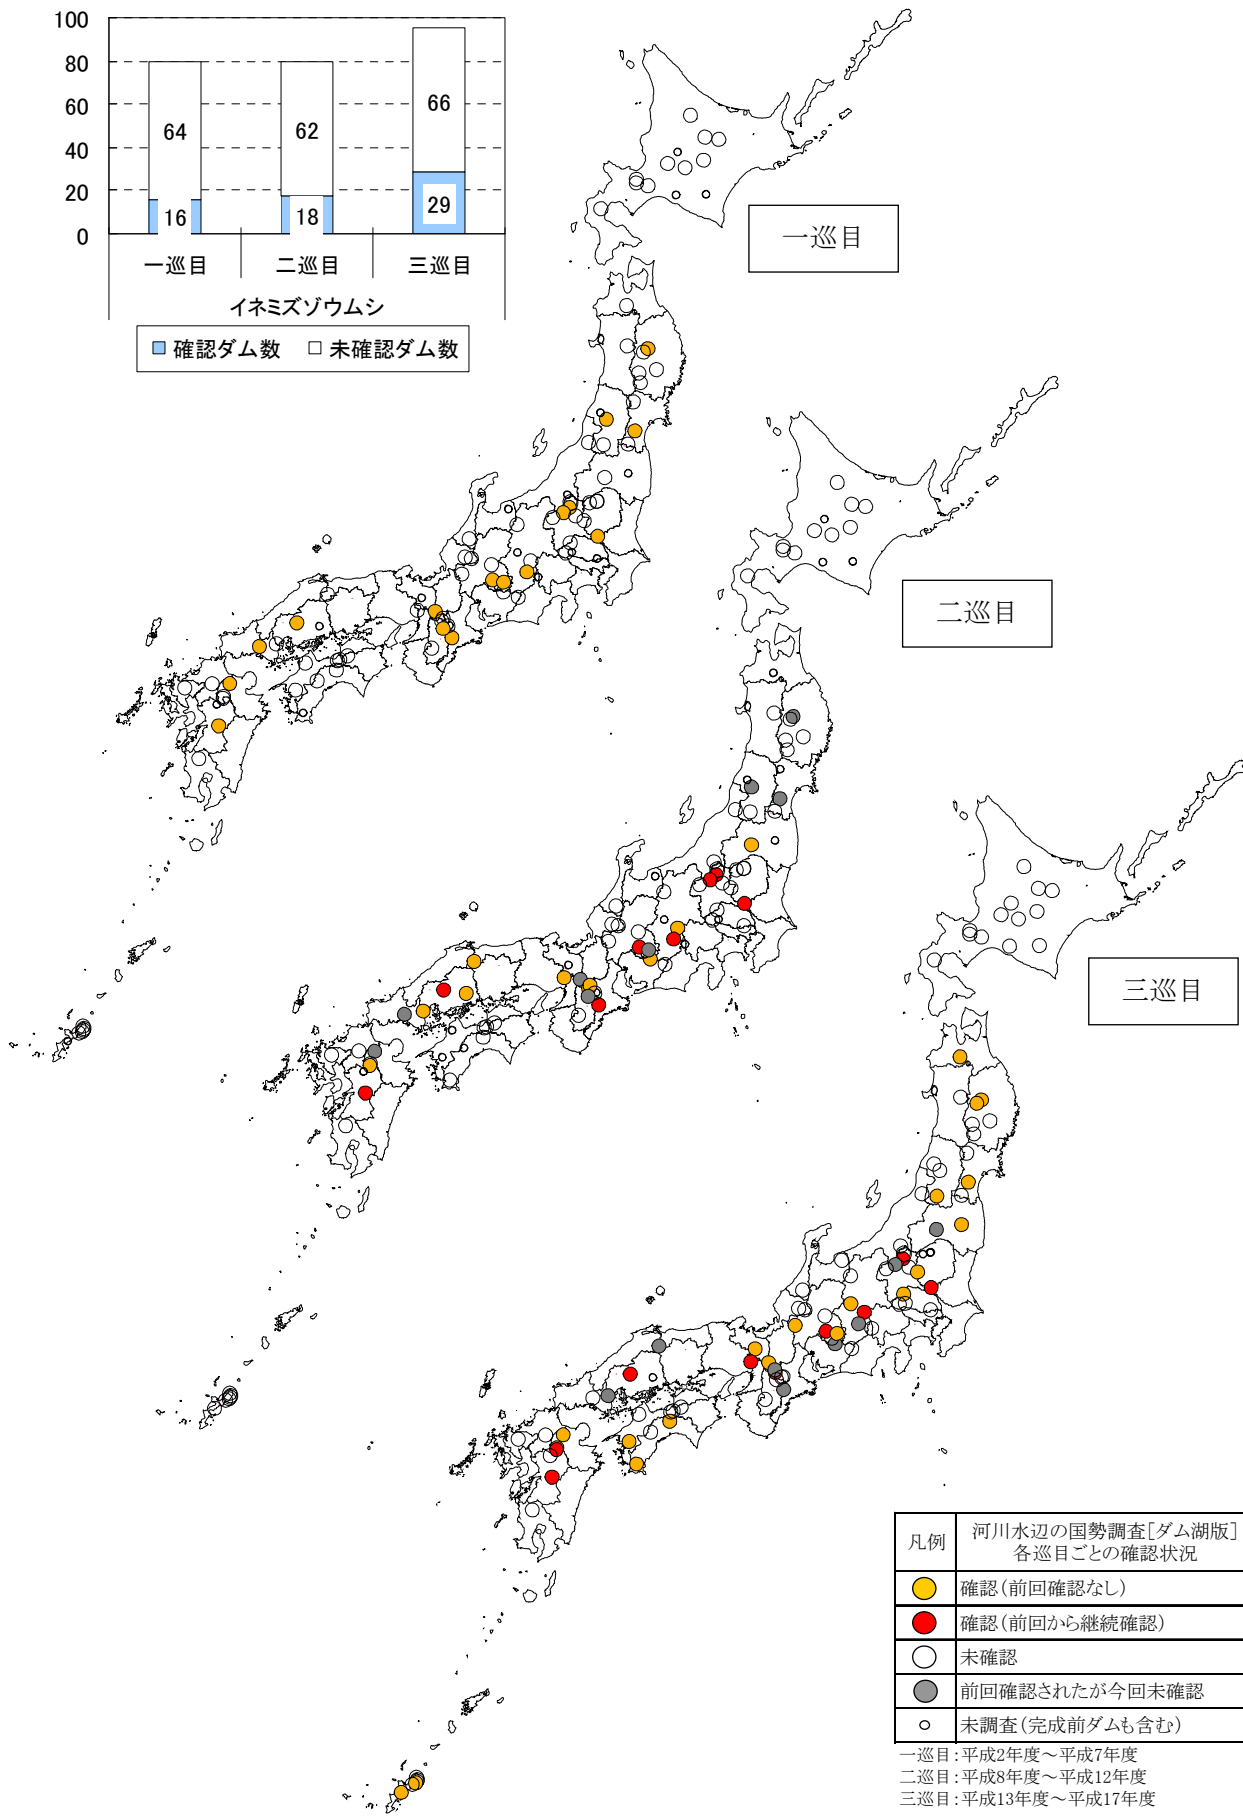 100
80
60
40
20
0
64
62
66
16
18
29
一巡目
二巡目
三巡目
イネミズゾウムシ
確認ダム数
未確認ダム数
一巡目
二巡目
三巡目
凡例
河川水辺の国勢調査[ダム湖版]
各巡目ごとの確認状況
確認(前回確認なし)
確認(前回から継続確認)
未確認
前回確認されたが今回未確認
未調査(完成前ダムも含む)
一巡目:平成2年度～平成7年度
二巡目:平成8年度～平成12年度
三巡目:平成13年度～平成17年度